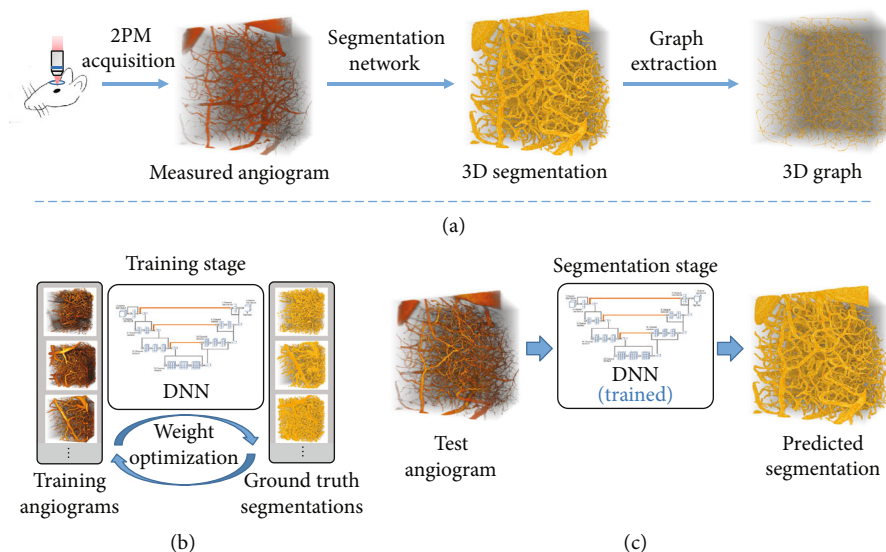 2PM
acquisition
Segmentation
network
Graph
extraction
Measured angiogram
3D segmentation
3D graph
(a)
Training stage
DNN
Weight
optimization
Training
angiograms
Ground truth
segmentations
(b)
Segmentation stage
DNN
(trained)
Test
angiogram
Predicted
segmentation
(c)